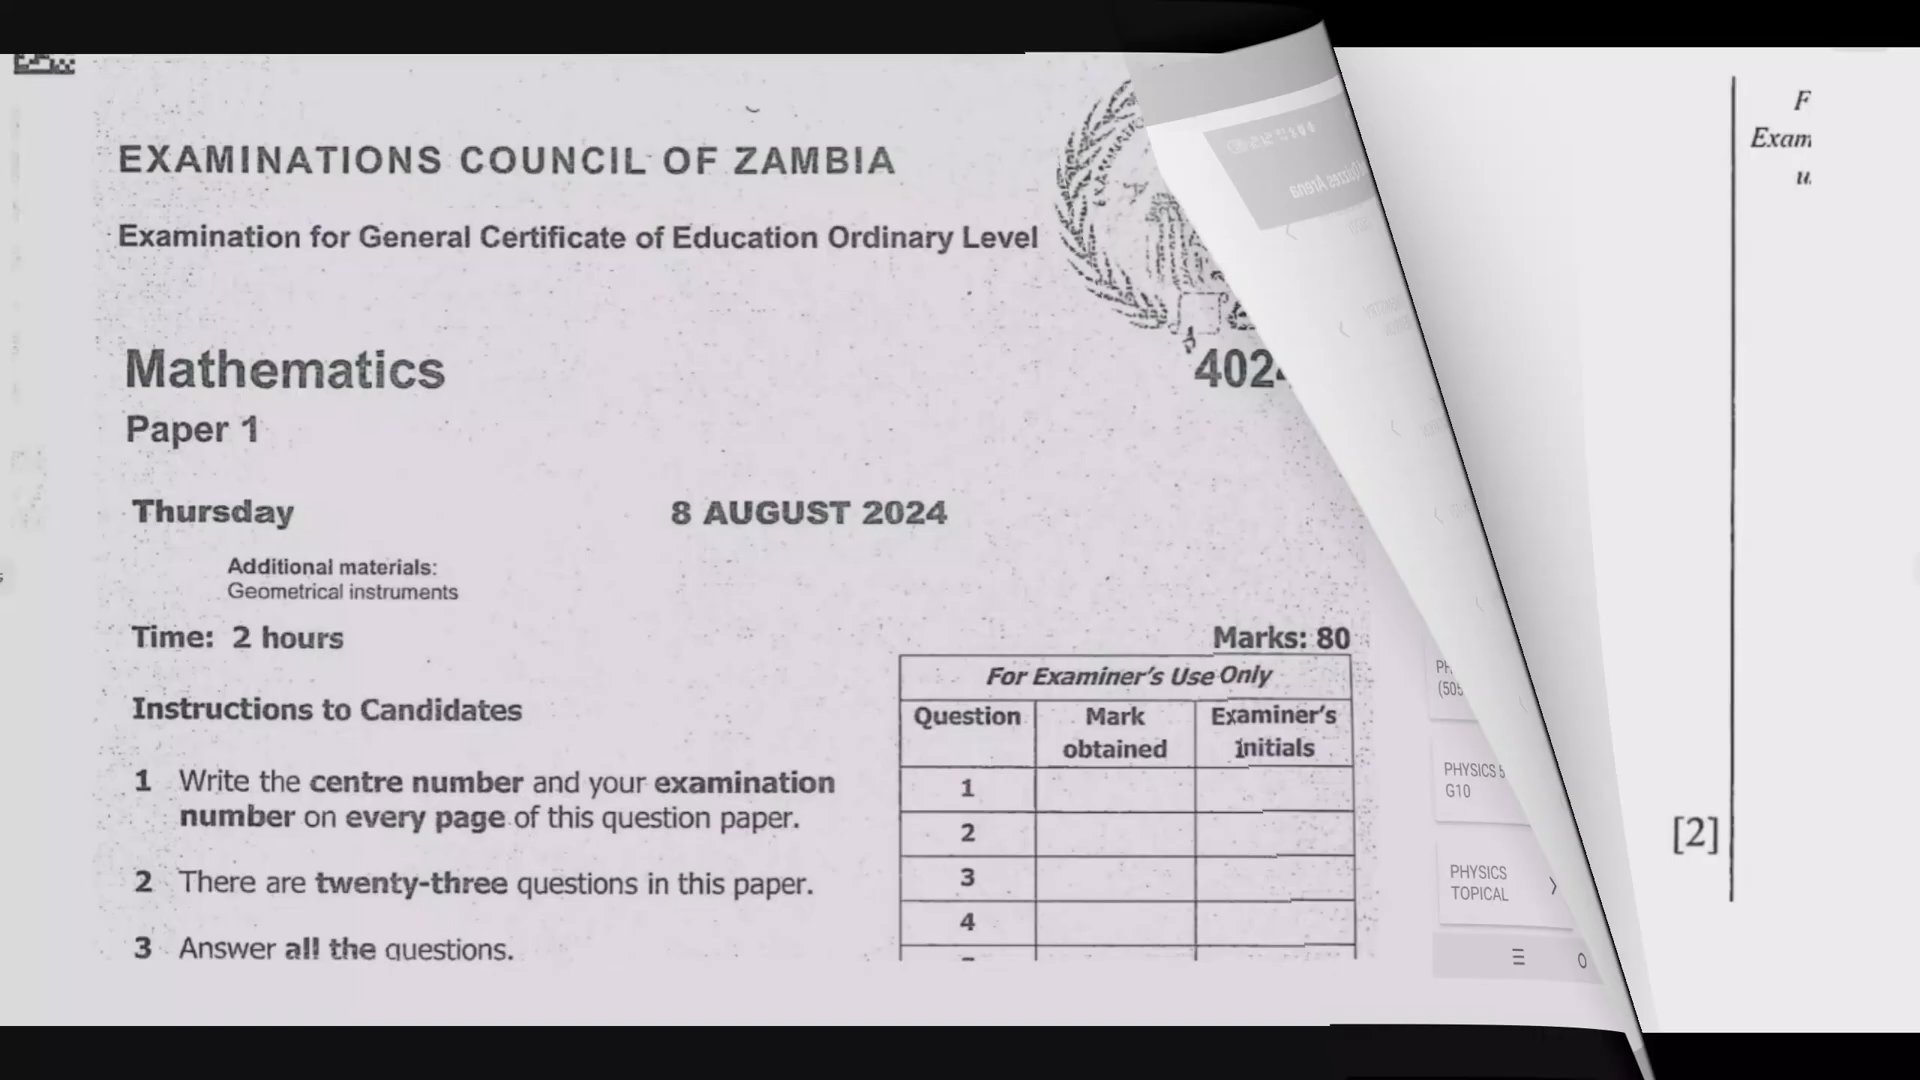 EXAMINATIONS COUNCIL OF ZAMBIA
Examination for General Certificate of Education Ordinary Level
Mathematics
402
Paper 1
Thursday
8 AUGUST 2024
Additional materials:
Geometrical instruments
Time: 2 hours
Marks: 80
Instructions to Candidates
1 Write the centre number and your examination
number on every page of this question paper.
2 There are twenty-three questions in this paper.
3 Answer all the questions.
For Examiner's Use Only
Question Mark obtained Examiner's initials
1
2
3
4
PHYSICS 5
G10
PHYSICS
TOPICAL
F
Exam
u
[2]